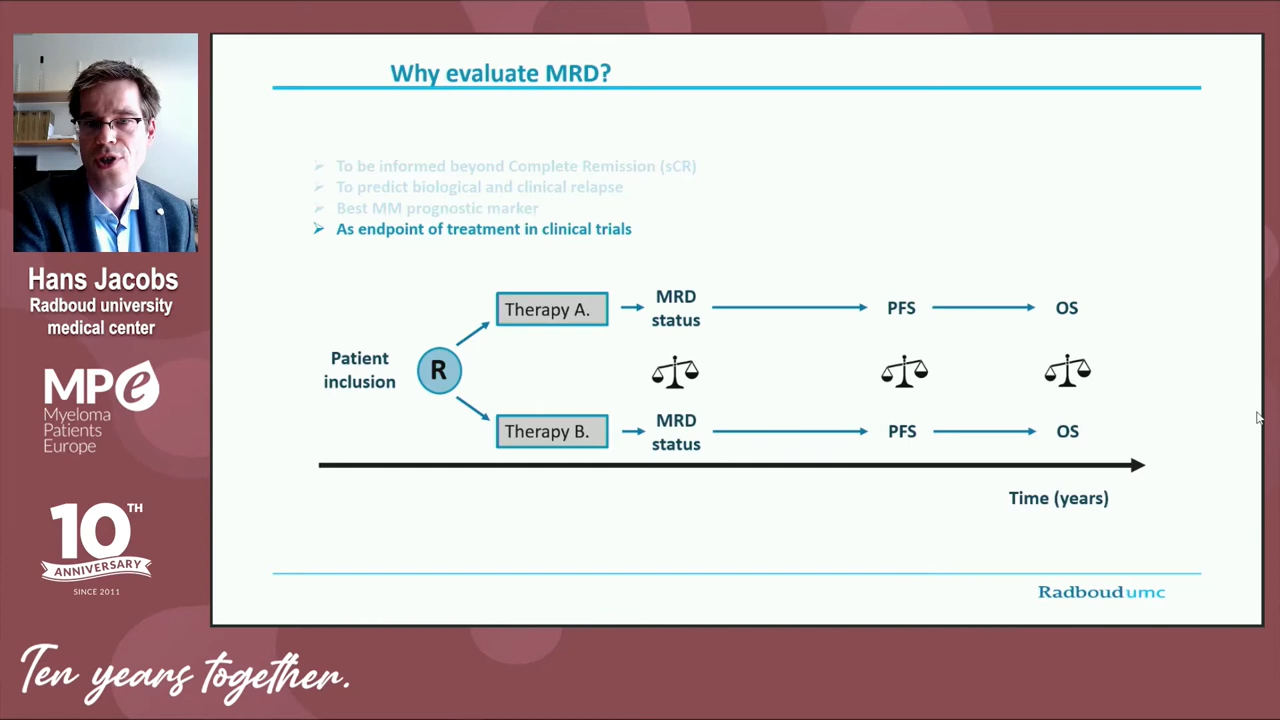 Why evaluate MRD?
To be informed beyond Complete Remission (sCR)
To predict biological and clinical relapse
Best MM prognostic marker
As endpoint of treatment in clinical trials
Patient
inclusion
R
Therapy A.
MRD
status
PFS
OS
Therapy B.
MRD
status
PFS
OS
Time (years)
Radboudumc
Hans Jacobs
Radboud university
medical center
MPe
Myeloma
Patients
Europe
10TH
ANNIVERSARY
SINCE 2011
Ten years together.